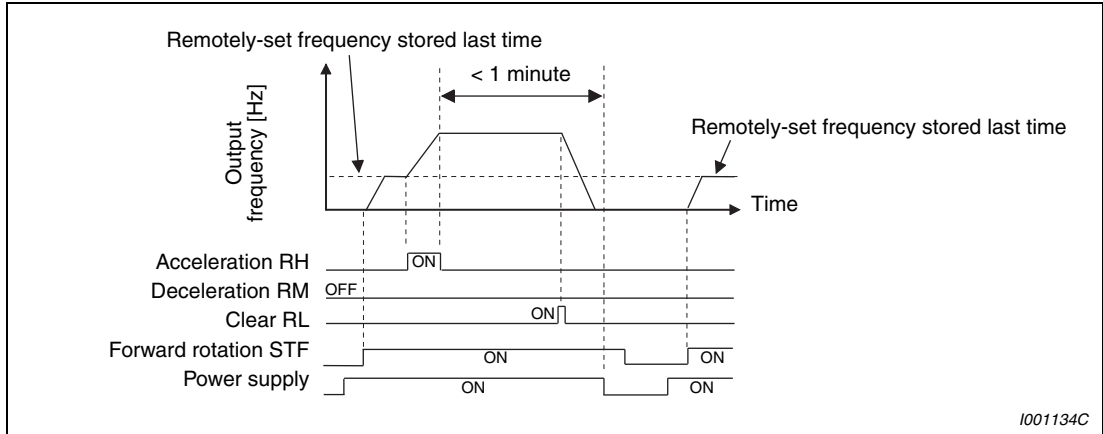 Remotely-set frequency stored last time
< 1 minute
Remotely-set frequency stored last time
Output
frequency [Hz]
Time
Acceleration RH
ON
Deceleration RM
OFF
Clear RL
ON
Forward rotation STF
ON
ON
Power supply
ON
ON
I001134C